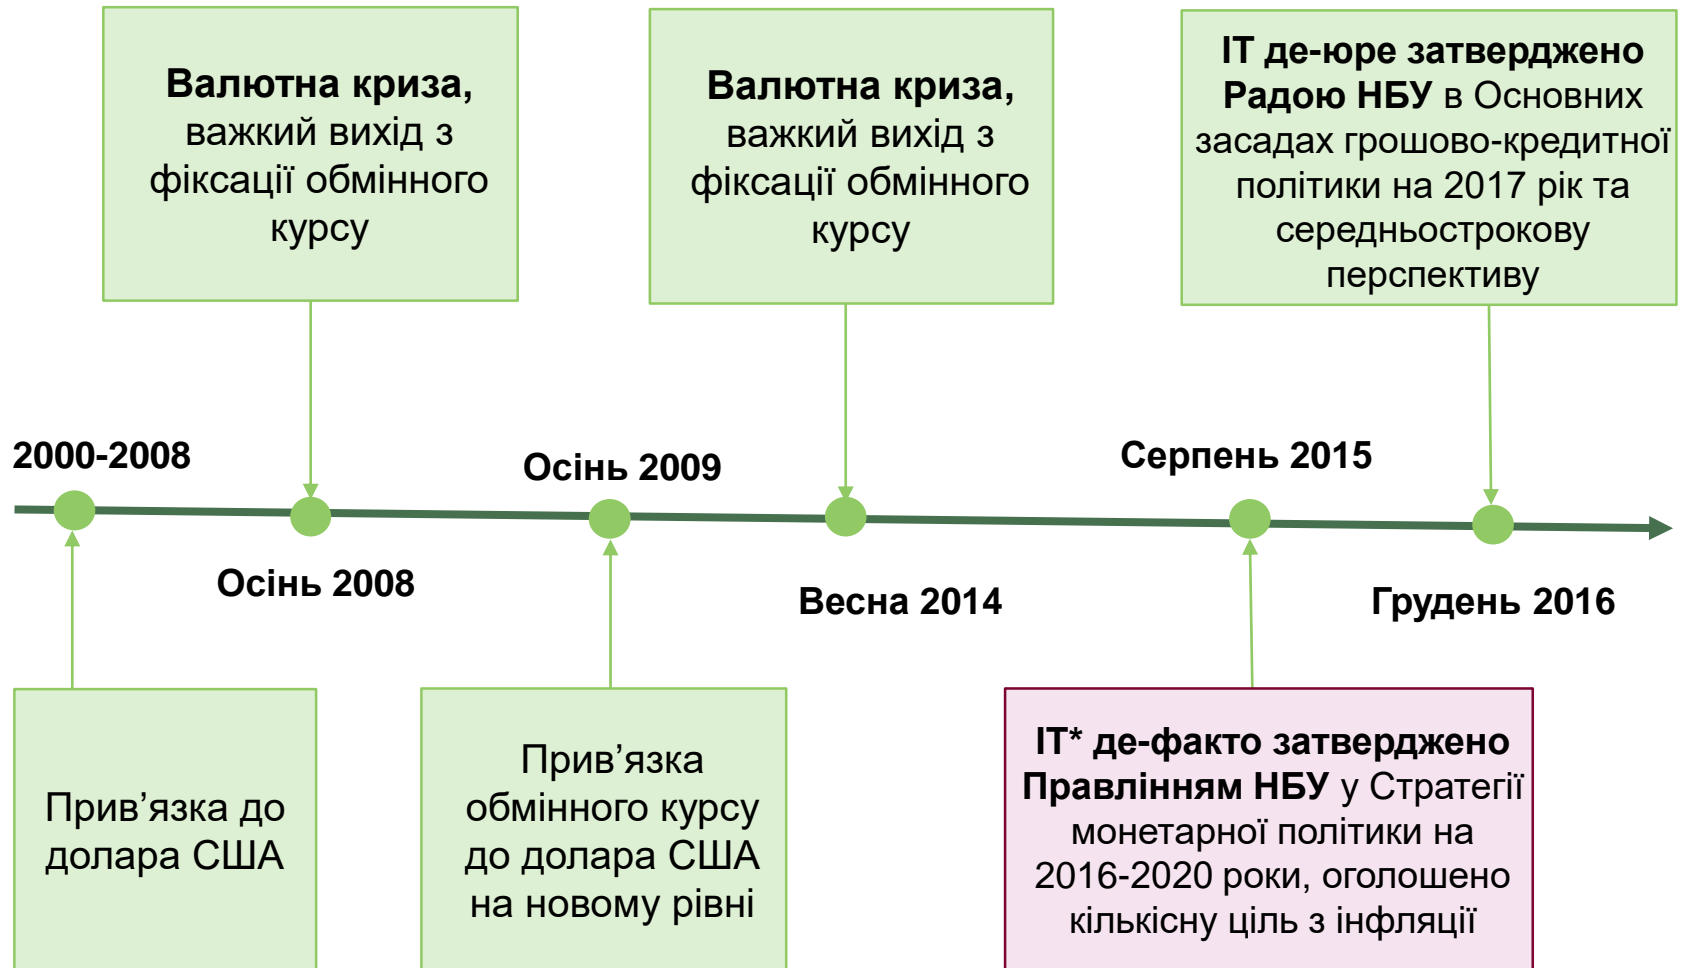 Валютна криза,
важкий вихід з
фіксації обмінного
курсу
Валютна криза,
важкий вихід з
фіксації обмінного
курсу
ІТ де-юре затверджено
Радою НБУ в Основних
засадах грошово-кредитної
політики на 2017 рік та
середньострокову
перспективу
2000-2008
Осінь 2009
Серпень 2015
Осінь 2008
Весна 2014
Грудень 2016
Прив’язка до
долара США
Прив’язка
обмінного курсу
до долара США
на новому рівні
ІТ* де-факто затверджено
Правлінням НБУ у Стратегії
монетарної політики на
2016-2020 роки, оголошено
кількісну ціль з інфляції